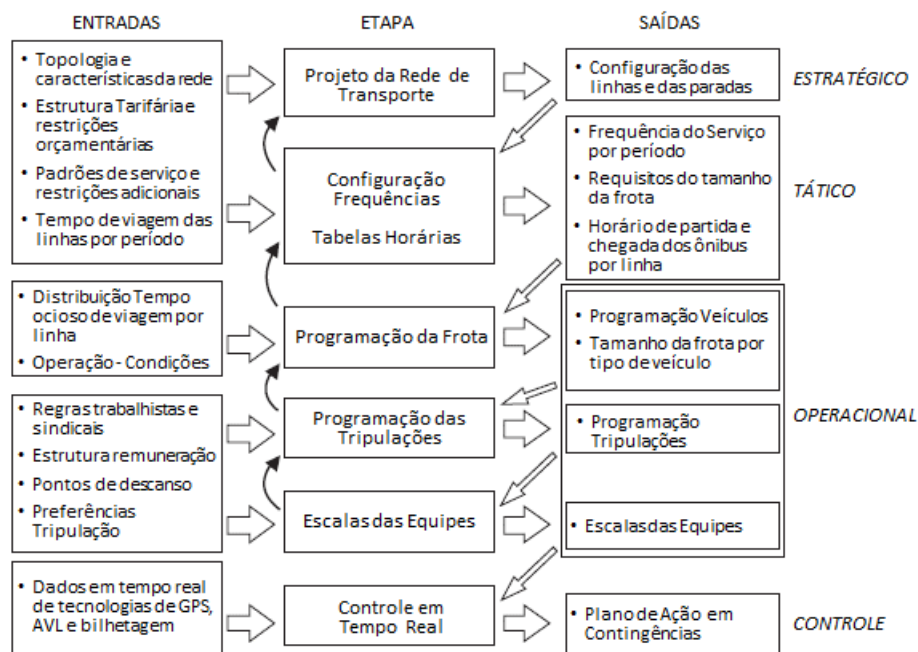 ENTRADAS
ETAPA
SAÍDAS
• Topologia e
características da rede
• Estrutura Tarifária e
restrições
orçamentárias
• Padrões de serviço e
restrições adicionais
• Tempo de viagem das
linhas por período
Projeto da Rede de
Transporte
• Configuração das
linhas e das paradas
ESTRATÉGICO
Configuração
Frequências
Tabelas Horárias
• Frequência do Serviço
por período
• Requisitos do tamanho
da frota
• Horário de partida e
chegada dos ônibus
por linha
TÁTICO
• Distribuição Tempo
ocioso de viagem por
linha
• Operação - Condições
Programação da Frota
• Programação Veículos
• Tamanho da frota por
tipo de veículo
• Regras trabalhistas e
sindicais
• Estrutura remuneração
• Pontos de descanso
• Preferências
Tripulação
Programação das
Tripulações
• Programação
Tripulações
OPERACIONAL
Escalas das Equipes
• Escalas das Equipes
• Dados em tempo real
de tecnologias de GPS,
AVL e bilhetagem
Controle em
Tempo Real
• Plano de Ação em
Contingências
CONTROLE